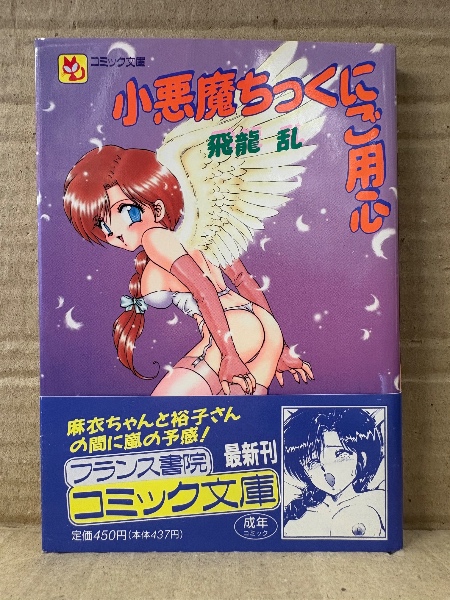 コミック文庫
小悪魔ちっくにご用心
飛龍 乱
麻衣ちゃんと裕子さん
の間に嵐の予感!
フランス書院
最新刊
コミック文庫
成年
コミック
定価450円(本体437円)